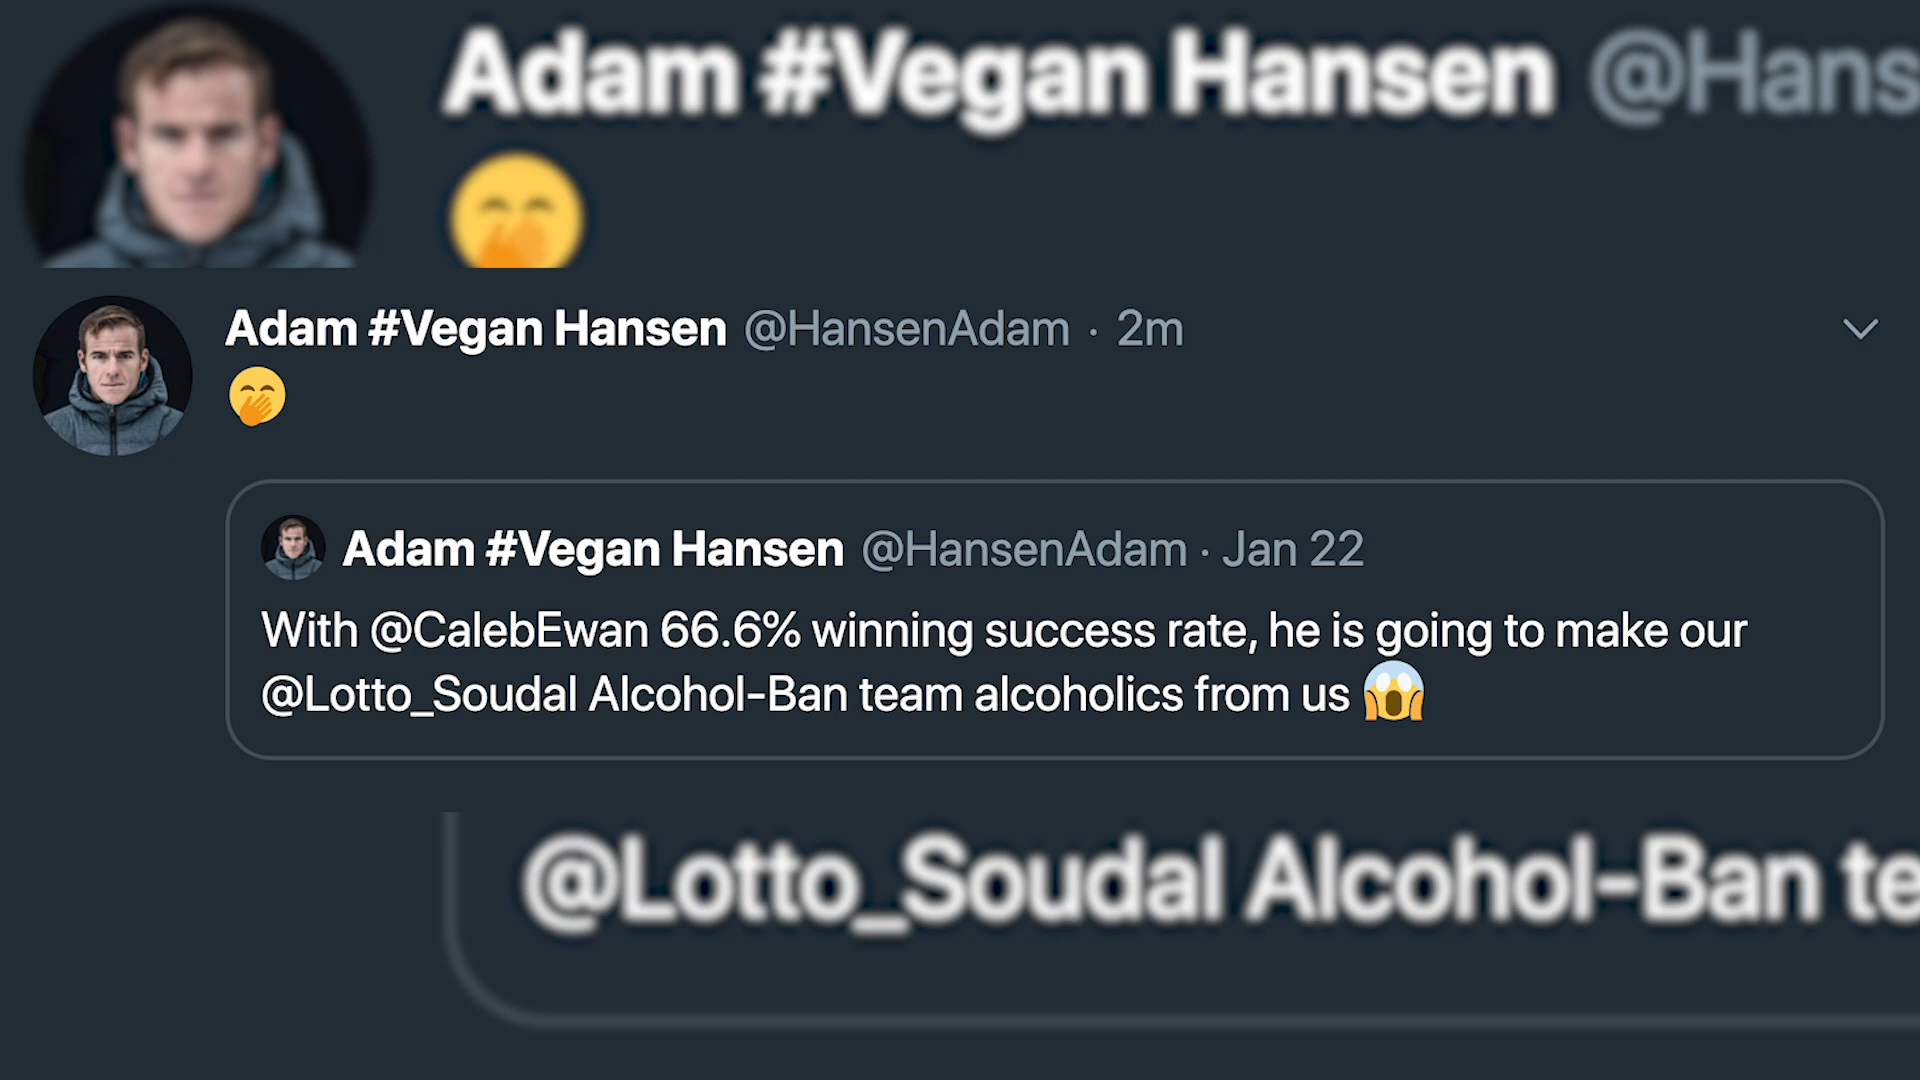 Adam #Vegan Hansen @Hans
🤭
Adam #Vegan Hansen @HansenAdam · 2m
🤭
Adam #Vegan Hansen @HansenAdam · Jan 22
With @CalebEwan 66.6% winning success rate, he is going to make our
@Lotto_Soudal Alcohol-Ban team alcoholics from us 😱
@Lotto_Soudal Alcohol-Ban te